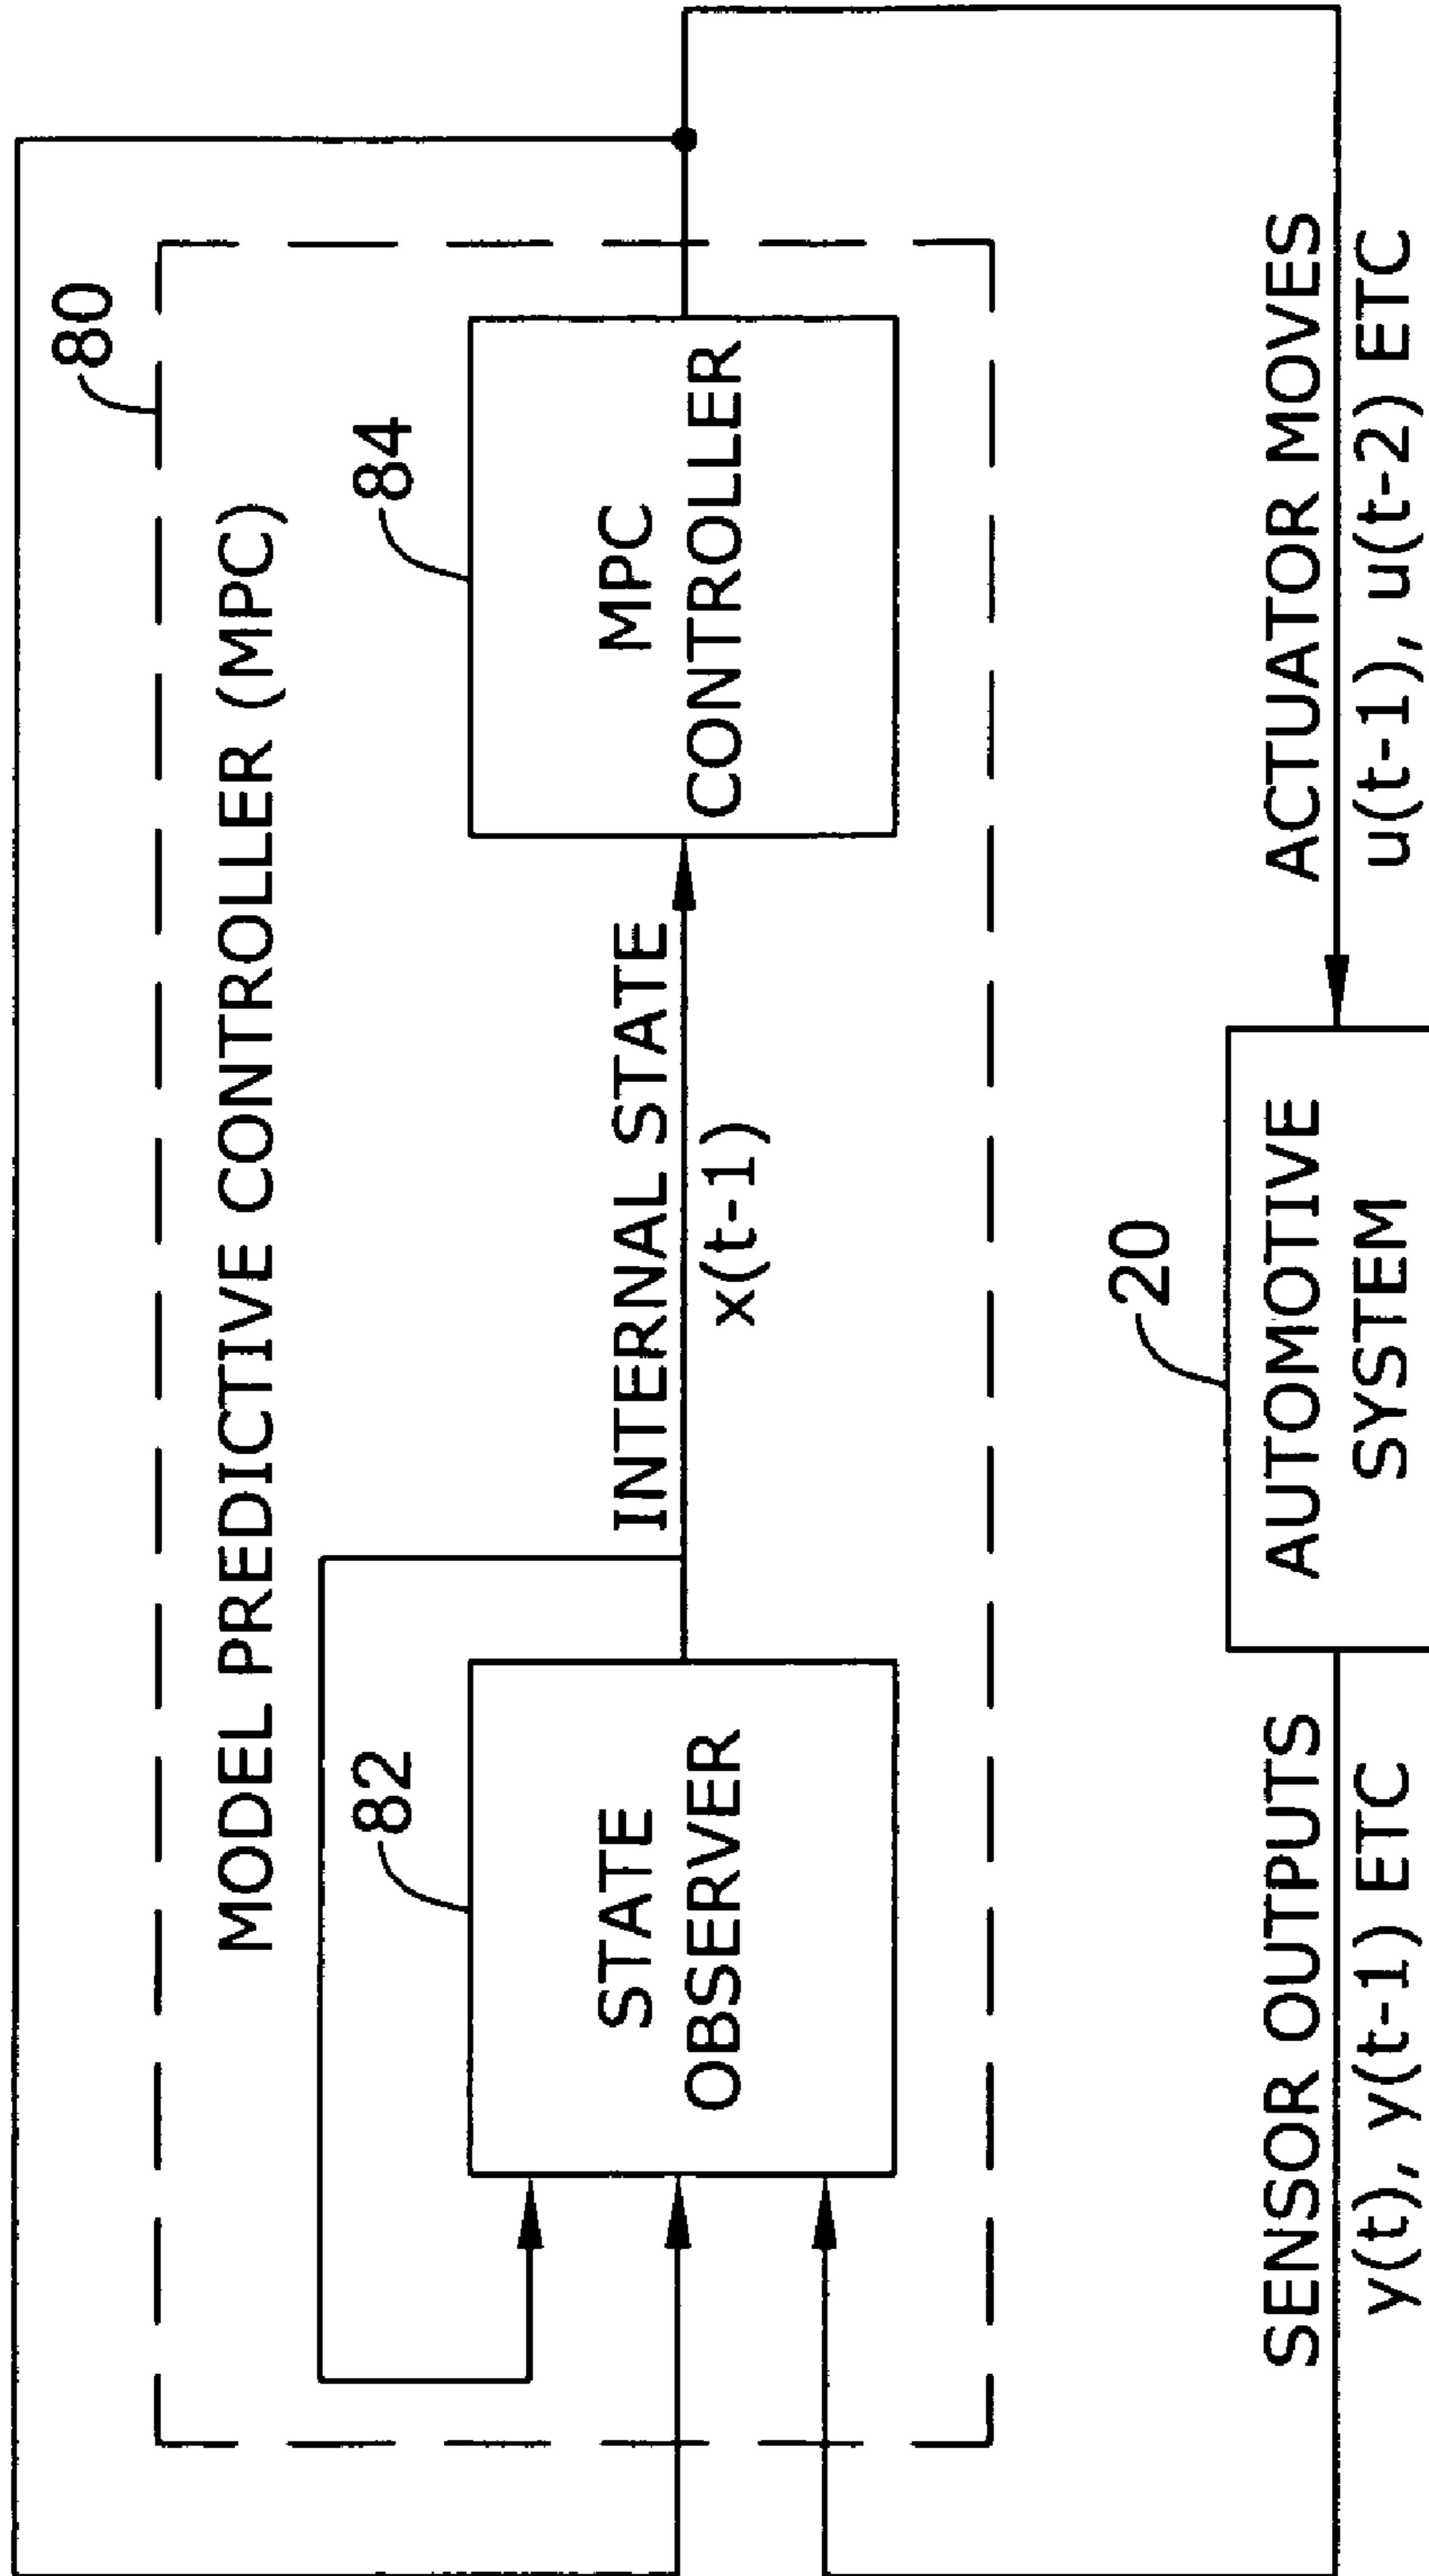 80
MODEL PREDICTIVE CONTROLLER (MPC)
82
STATE
OBSERVER
INTERNAL STATE
x(t-1)
84
MPC
CONTROLLER
20
SENSOR OUTPUTS
y(t), y(t-1) ETC
AUTOMOTIVE
SYSTEM
ACTUATOR MOVES
u(t-1), u(t-2) ETC